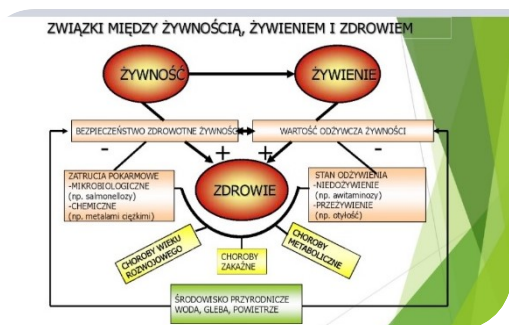 ZWIĄZKI MIĘDZY ŻYWNOŚCIĄ, ŻYWIENIEM I ZDROWIEM
ŻYWNOŚĆ
ŻYWIENIE
BEZPIECZEŃSTWO ZDROWOTNE ŻYWNOŚCI
WARTOŚĆ ODŻYWCZA ŻYWNOŚCI
- + + -
ZATRUCIA POKARMOWE
-MIKROBIOLOGICZNE
(np. salmonellozy)
-CHEMICZNE
(np. metalami ciężkimi)
ZDROWIE
STAN ODŻYWIENIA
-NIEDOŻYWIENIE
(np. awitaminozy)
-PRZEŻYWIENIE
(np. otyłość)
CHOROBY WIEKU
ROZWOJOWEGO
CHOROBY
ZAKAŹNE
CHOROBY
METABOLICZNE
ŚRODOWISKO PRZYRODNICZE
WODA, GLEBA, POWIETRZE